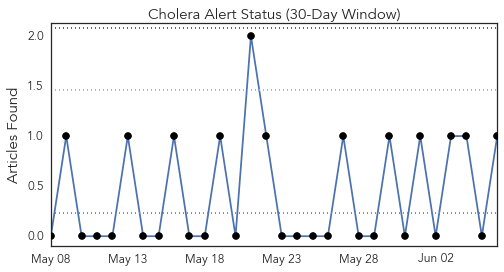 Cholera Alert Status (30-Day Window)
Articles Found
2.0
1.5
1.0
0.5
0.0
May 08 May 13 May 18 May 23 May 28 Jun 02